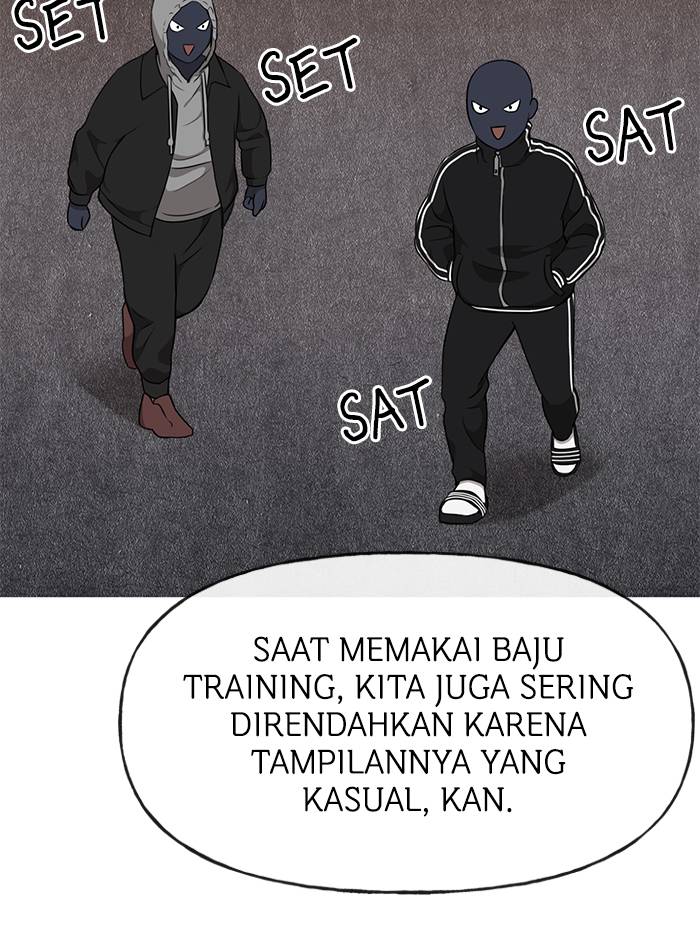 SET
SET
SAT
SAT
SAAT MEMAKAI BAJU
TRAINING, KITA JUGA SERING
DIRENDAHKAN KARENA
TAMPILANNYA YANG
KASUAL, KAN.